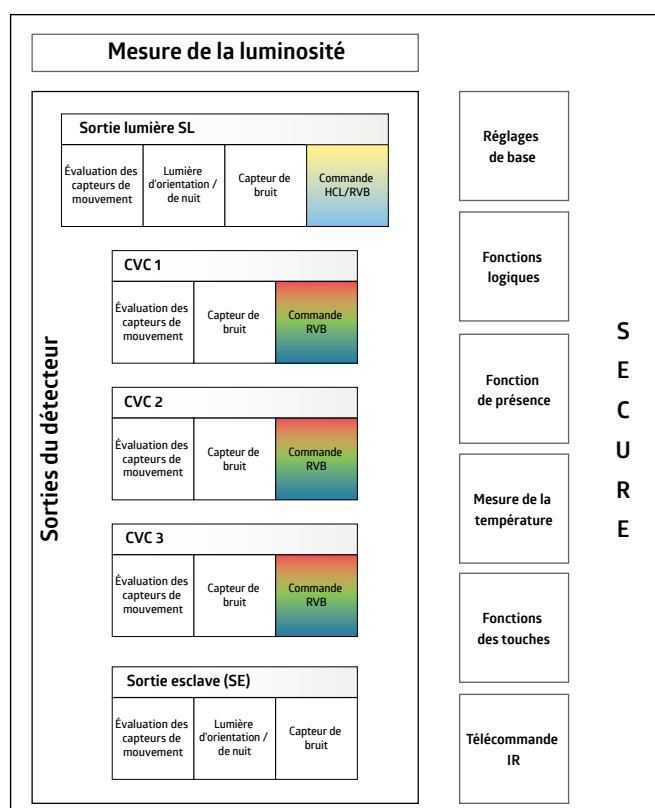 Mesure de la luminosité
Sorties du détecteur
Sortie lumière SL
Évaluation des
capteurs de
mouvement
Lumière
d'orientation /
de nuit
Capteur de
bruit
Commande
HCL/RVB
CVC 1
Évaluation des
capteurs de
mouvement
Capteur de
bruit
Commande
RVB
CVC 2
Évaluation des
capteurs de
mouvement
Capteur de
bruit
Commande
RVB
CVC 3
Évaluation des
capteurs de
mouvement
Capteur de
bruit
Commande
RVB
Sortie esclave (SE)
Évaluation des
capteurs de
mouvement
Lumière
d'orientation /
de nuit
Capteur de
bruit
Réglages
de base
Fonctions
logiques
Fonction
de présence
Mesure de la
température
Fonctions
des touches
Télécommande
IR
S
E
C
U
R
E